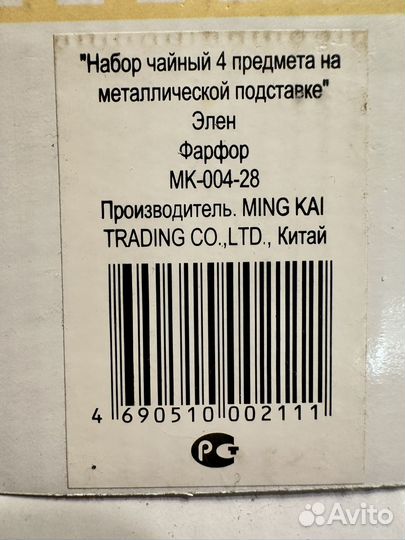 "Набор чайный 4 предмета на
металлической подставке"
Элен
Фарфор
MK-004-28
Производитель. MING KAI
TRADING CO.,LTD., Китай
4 690510 002111
РСТ
Avito